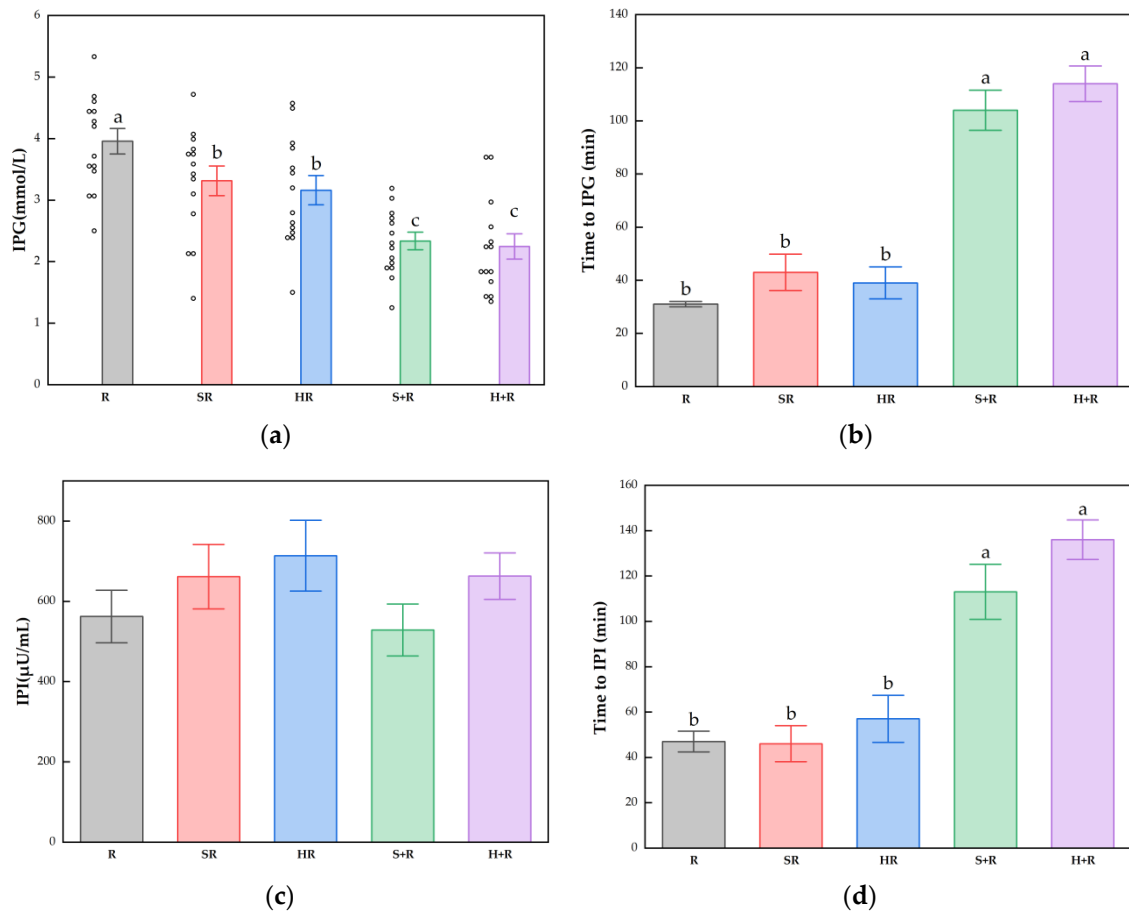 IPG(mmol/L)
6
5
4
3
2
1
0
a
b
b
c
c
R SR HR S+R H+R
(a)
Time to IPG (min)
140
120
100
80
60
40
20
0
b
b
b
a
a
R SR HR S+R H+R
(b)
IPI(μU/mL)
800
600
400
200
0
R SR HR S+R H+R
(c)
Time to IPI (min)
160
140
120
100
80
60
40
20
0
b
b
b
a
a
R SR HR S+R H+R
(d)